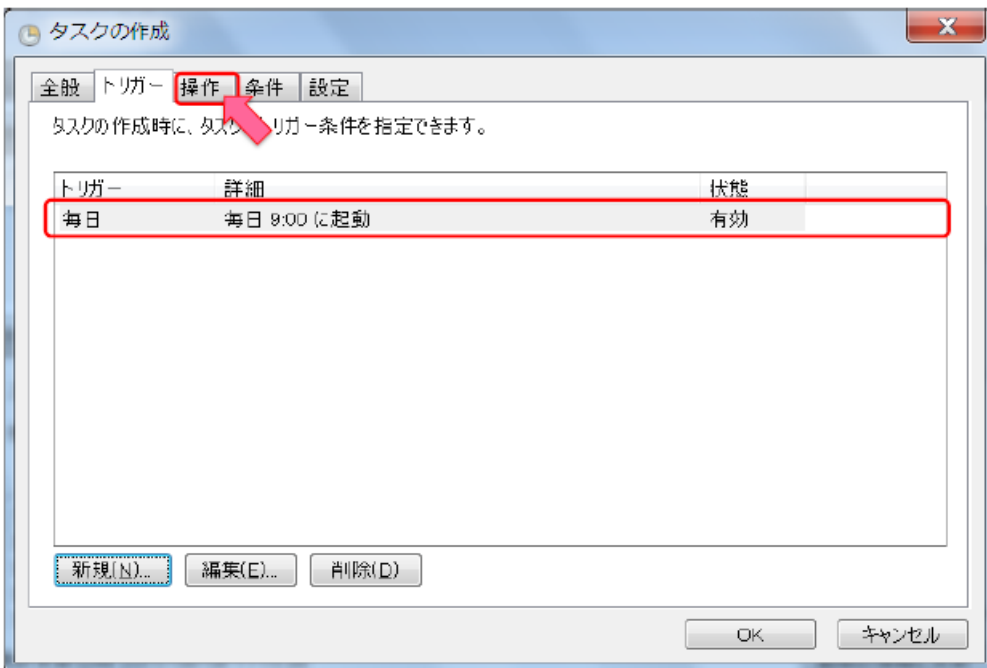 タスクの作成
全般 トリガー 操作 条件 設定
タスクの作成時に、タスク トリガー条件を指定できます。
トリガー 詳細 状態
毎日 毎日 9:00 に起動 有効
新規(N)... 編集(E)... 削除(D)
OK キャンセル